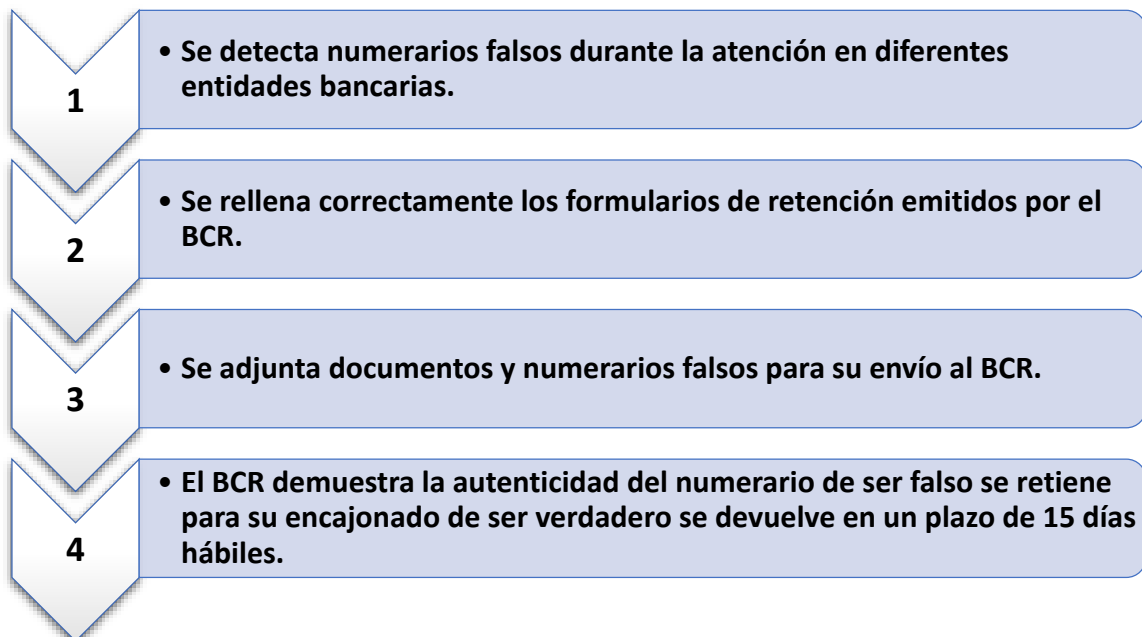 1
• Se detecta numerarios falsos durante la atención en diferentes
entidades bancarias.
2
• Se rellena correctamente los formularios de retención emitidos por el
BCR.
3
• Se adjunta documentos y numerarios falsos para su envío al BCR.
4
• El BCR demuestra la autenticidad del numerario de ser falso se retiene
para su encajonado de ser verdadero se devuelve en un plazo de 15 días
hábiles.